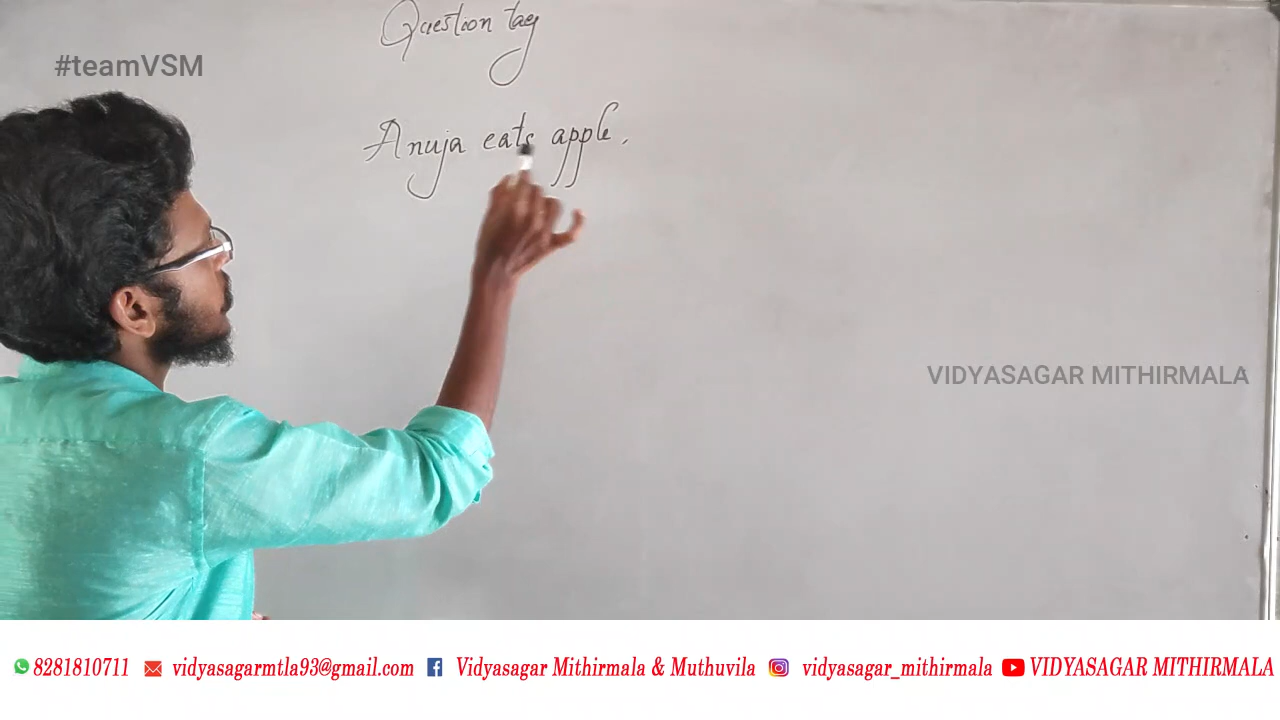 Question tag
#teamVSM
Anuja eats apple.
VIDYASAGAR MITHIRMALA
8281810711 vidyasagarmtla93@gmail.com Vidyasagar Mithirmala & Muthuvila vidyasagar_mithirmala VIDYASAGAR MITHIRMALA